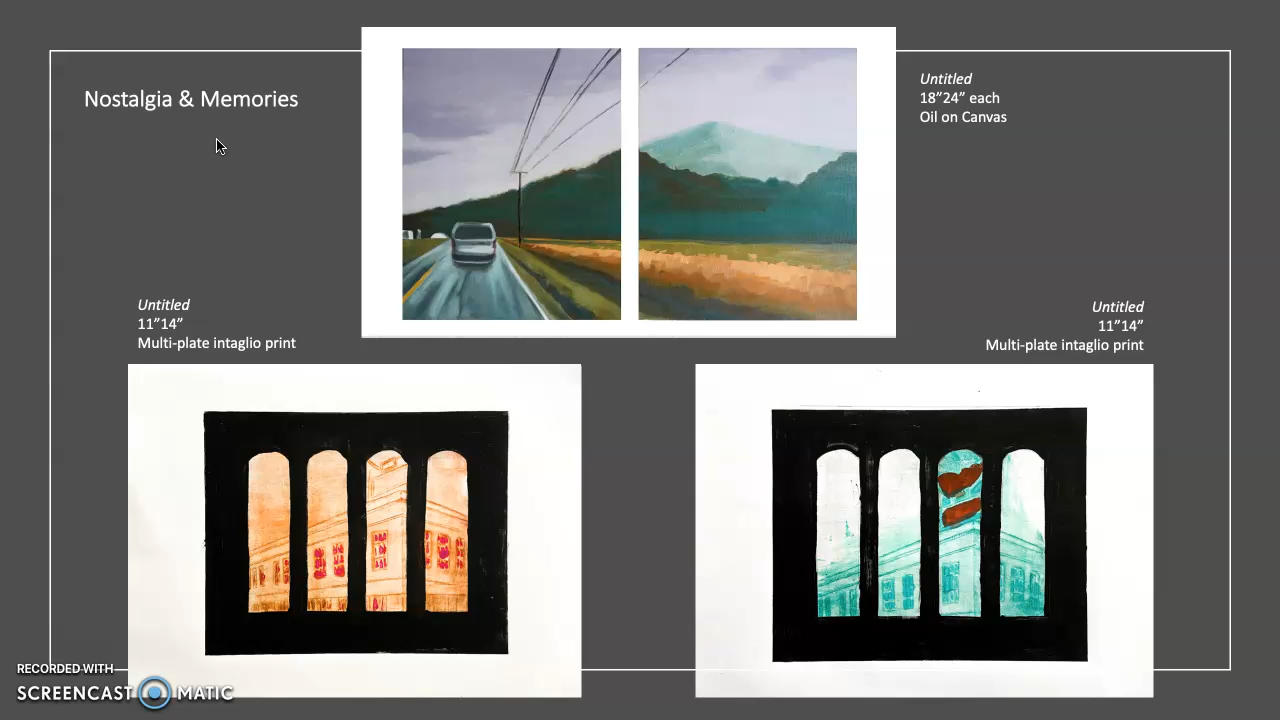 Nostalgia & Memories
Untitled
18”24” each
Oil on Canvas
Untitled
11”14”
Multi-plate intaglio print
Untitled
11”14”
Multi-plate intaglio print
RECORDED WITH
SCREENCAST MATIC